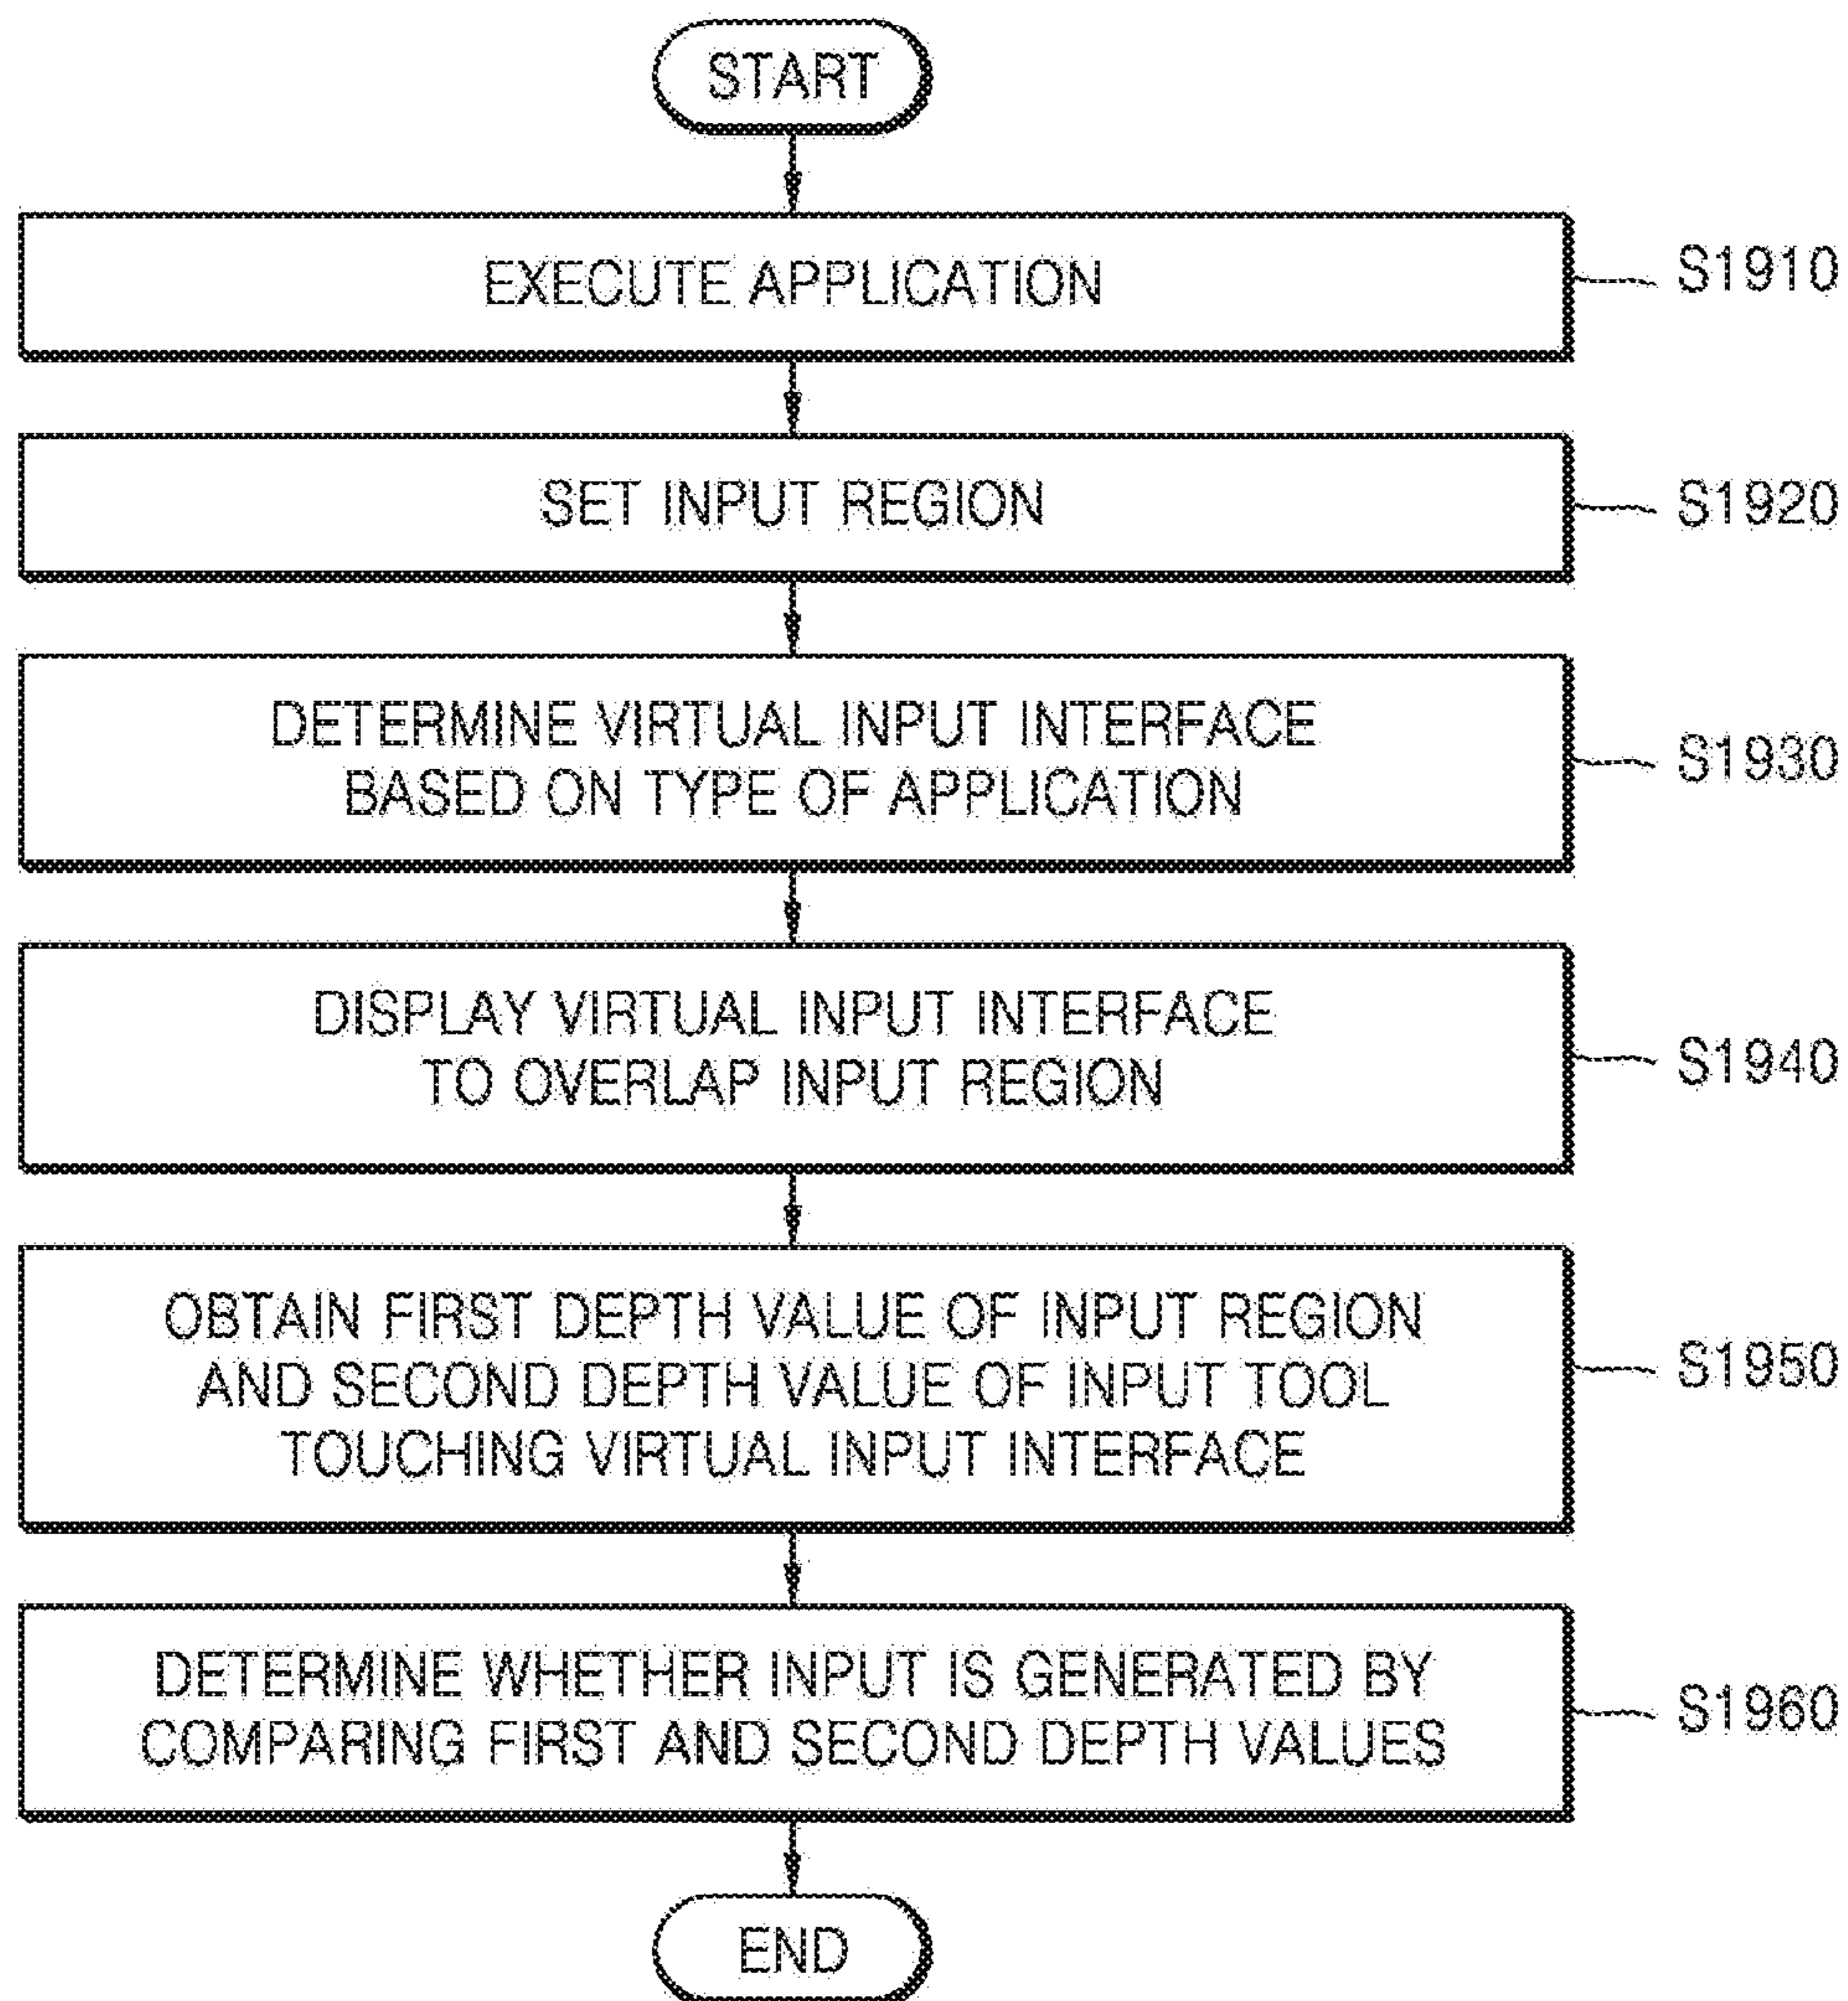 START
EXECUTE APPLICATION
S1910
SET INPUT REGION
S1920
DETERMINE VIRTUAL INPUT INTERFACE
BASED ON TYPE OF APPLICATION
S1930
DISPLAY VIRTUAL INPUT INTERFACE
TO OVERLAP INPUT REGION
S1940
OBTAIN FIRST DEPTH VALUE OF INPUT REGION
AND SECOND DEPTH VALUE OF INPUT TOOL
TOUCHING VIRTUAL INPUT INTERFACE
S1950
DETERMINE WHETHER INPUT IS GENERATED BY
COMPARING FIRST AND SECOND DEPTH VALUES
S1960
END